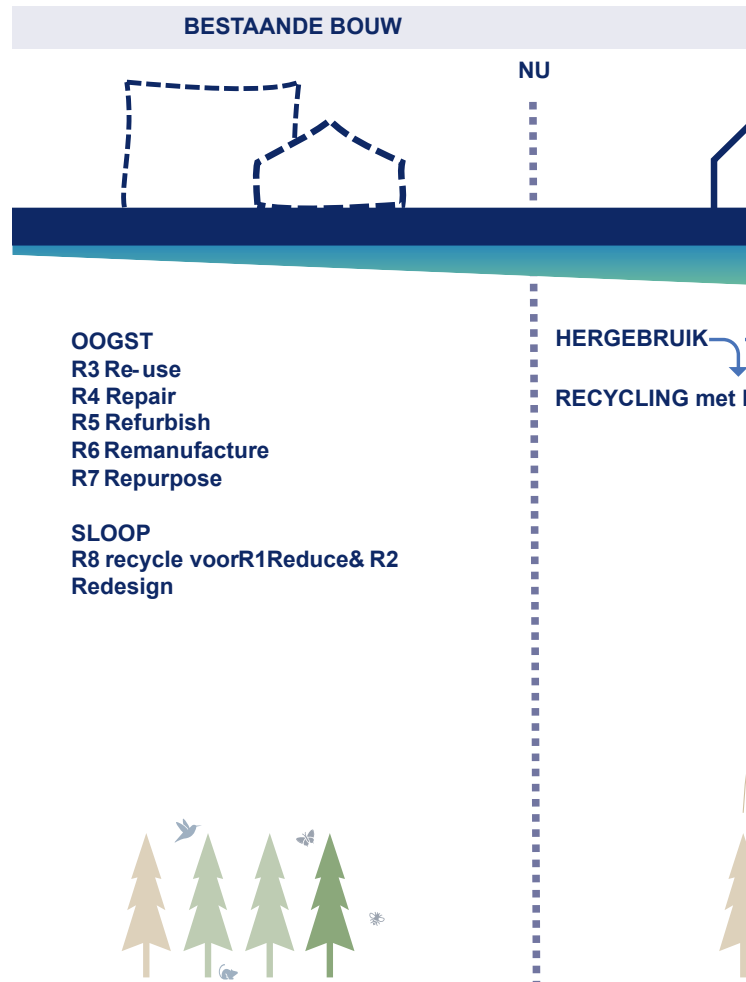 BESTAANDE BOUW
NU
OOGST
R3 Re-use
R4 Repair
R5 Refurbish
R6 Remanufacture
R7 Repurpose
SLOOP
R8 recycle voorR1Reduce& R2
Redesign
HERGEBRUIK
RECYCLING met